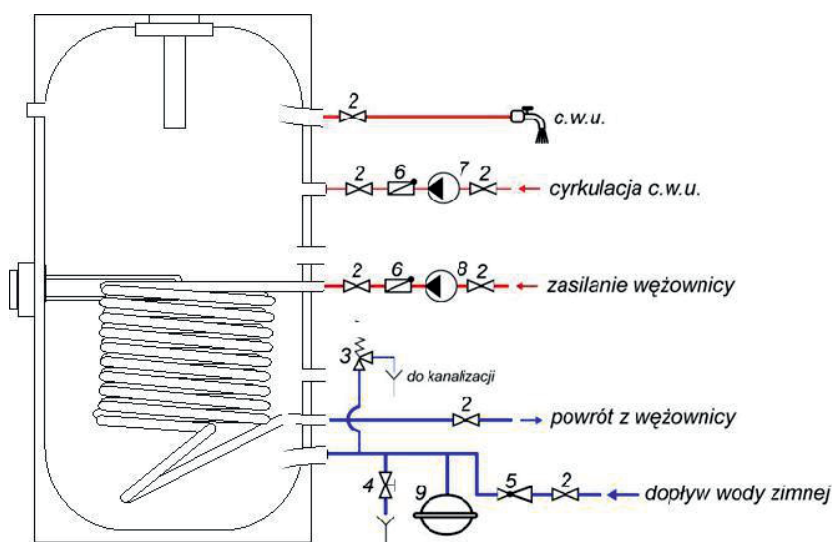 2
c.w.u.
2 6 7 2
cyrkulacja c.w.u.
2 6 8 2
zasilanie wężownicy
3
do kanalizacji
2
powrót z wężownicy
4 9 5 2
dopływ wody zimnej